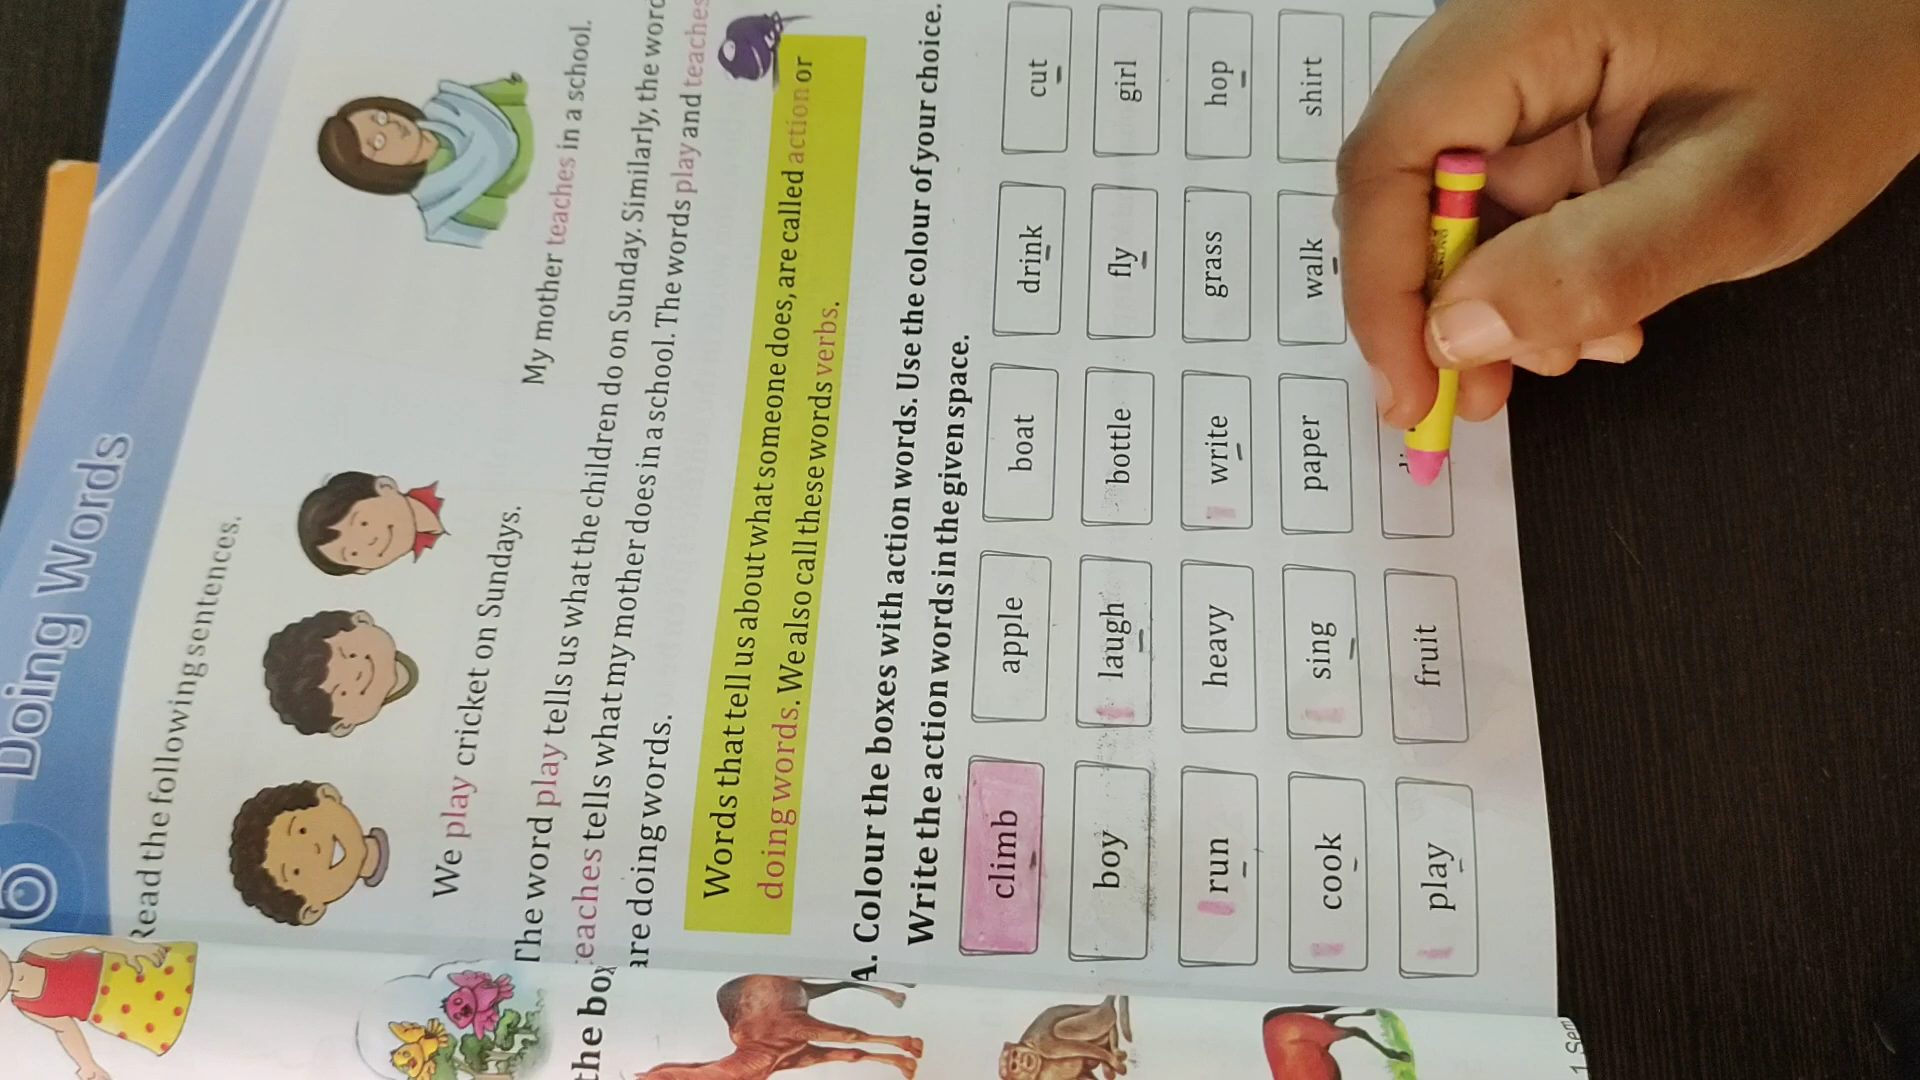 6 Doing Words
Read the following sentences.
We play cricket on Sundays.
My mother teaches in a school.
The word play tells us what the children do on Sunday. Similarly, the word
teaches tells what my mother does in a school. The words play and teaches
are doing words.
Words that tell us about what someone does, are called action or
doing words. We also call these words verbs.
A. Colour the boxes with action words. Use the colour of your choice.
Write the action words in the given space.
climb apple boat drink cut
boy laugh bottle fly girl
run heavy write grass hop
cook sing paper walk shirt
play fruit
the box
1 Sem